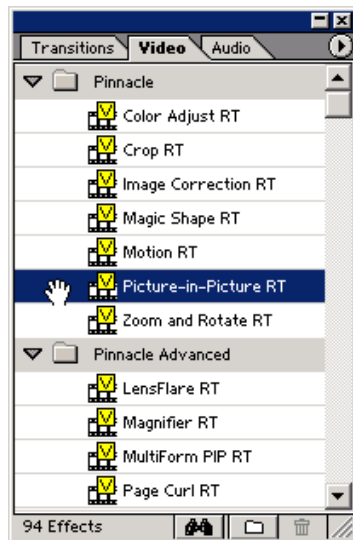 Transitions Video Audio
Pinnacle
Color Adjust RT
Crop RT
Image Correction RT
Magic Shape RT
Motion RT
Picture-in-Picture RT
Zoom and Rotate RT
Pinnacle Advanced
LensFlare RT
Magnifier RT
MultiForm PIP RT
Page Curl RT
94 Effects